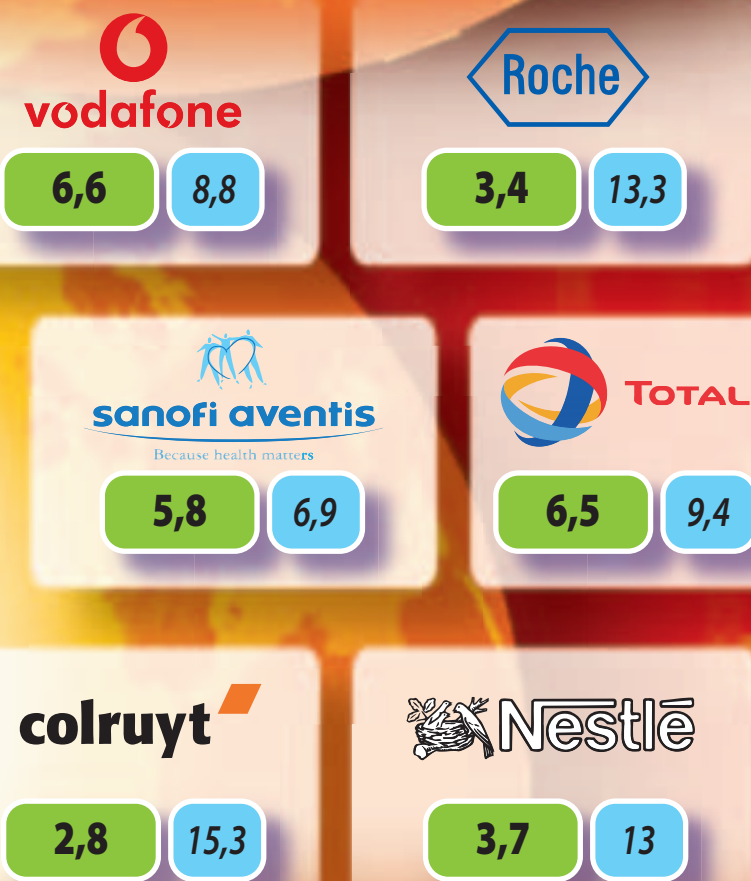 vodafone
6,6 8,8
Roche
3,4 13,3
sanofi aventis
Because health matters
5,8 6,9
TOTAL
6,5 9,4
colruyt
2,8 15,3
Nestlé
3,7 13